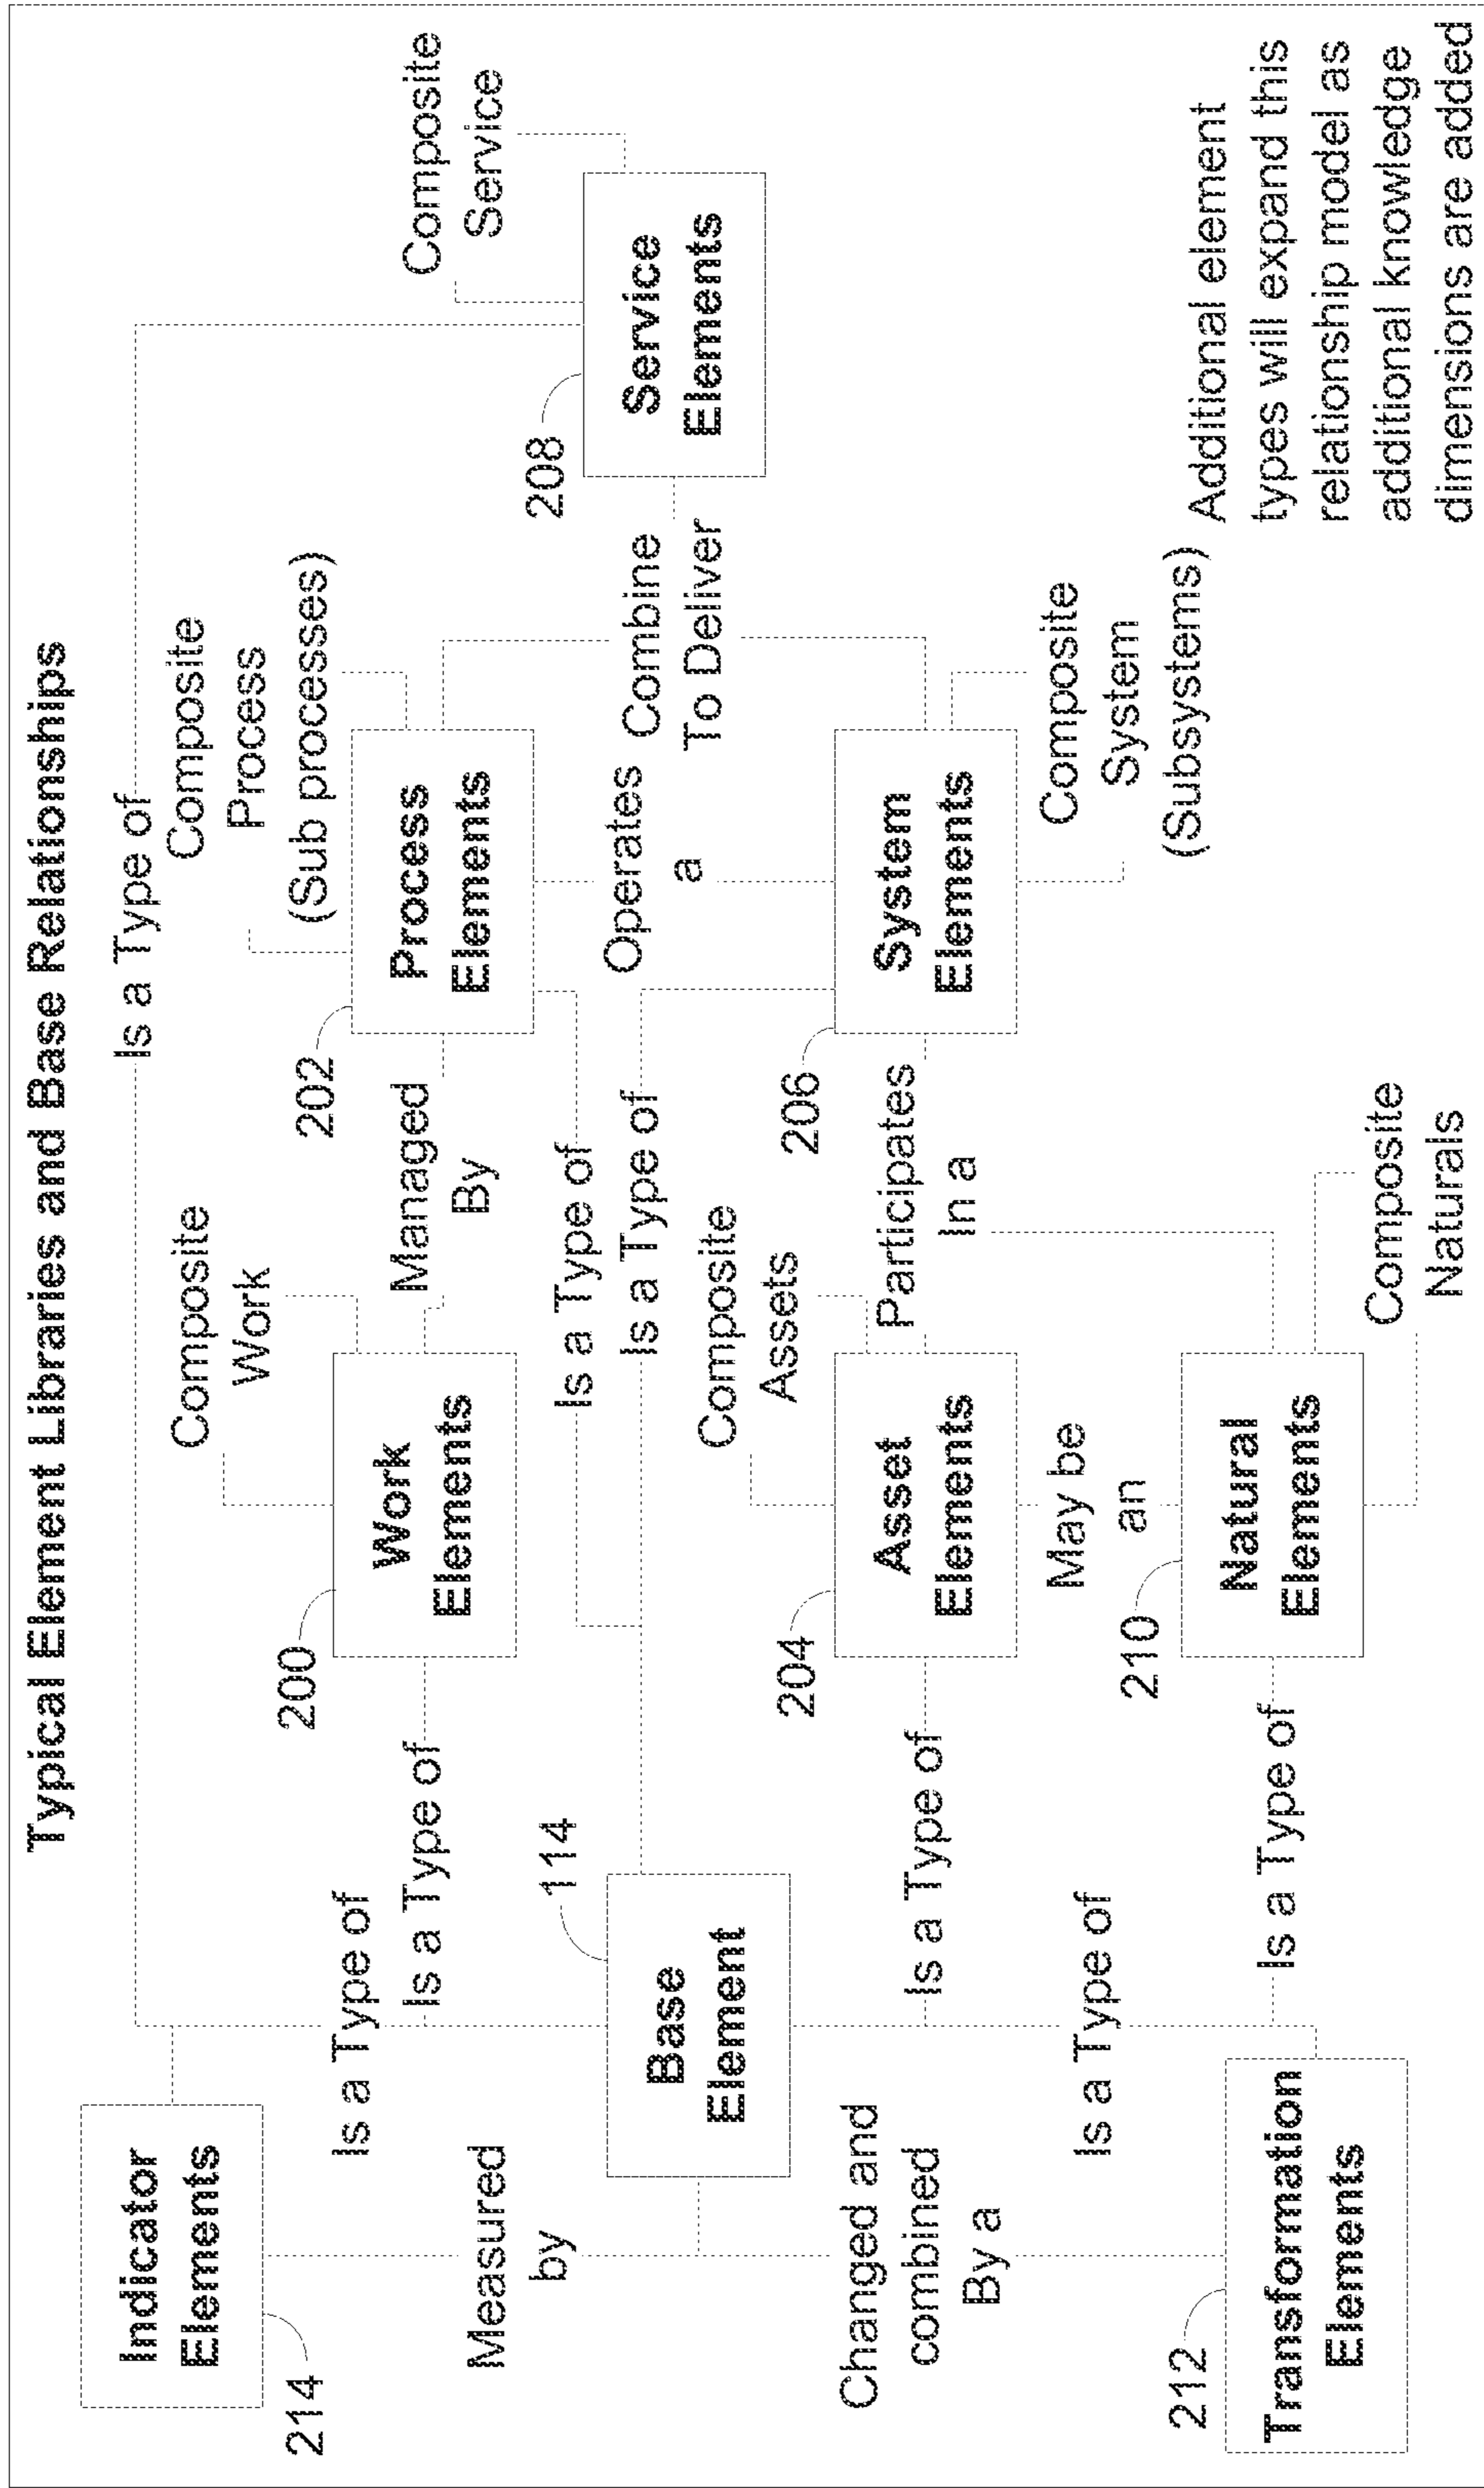 Typical Element Libraries and Base Relationships
Is a Type of
Indicator
Elements
214
Is a Type of
Measured
by
Composite
Work
200
Work
Elements
Is a Type of
Managed
By
Composite
Process
(Sub processes)
202
Process
Elements
Composite
Service
208
Service
Elements
114
Base
Element
Is a Type of
Is a Type of
Operates
a
Combine
To Deliver
Changed and
combined
By a
Is a Type of
Composite
Assets
204
Asset
Elements
Participates
In a
206
System
Elements
Composite
System
(Subsystems)
Is a Type of
May be
an
212
Transformation
Elements
Is a Type of
210
Natural
Elements
Composite
Naturals
Additional element
types will expand this
relationship model as
additional knowledge
dimensions are added